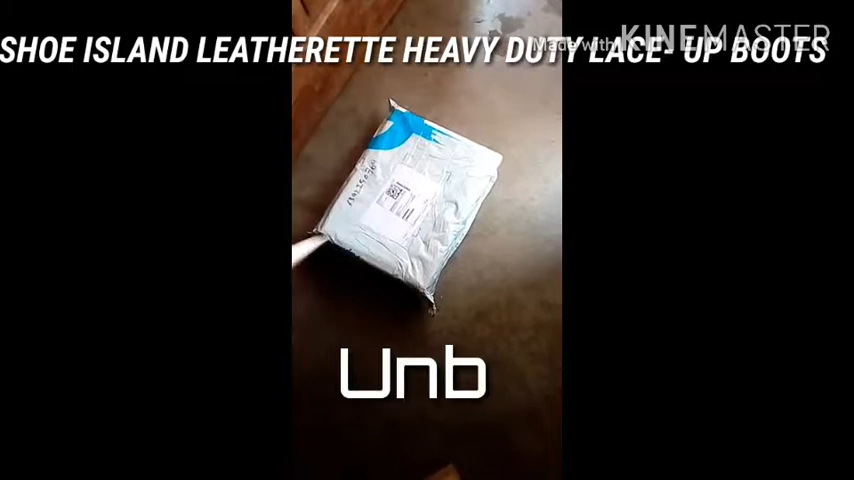 SHOE ISLAND LEATHERETTE HEAVY DUTY LACE- UP BOOTS
Made with KINEMASTER
Unb